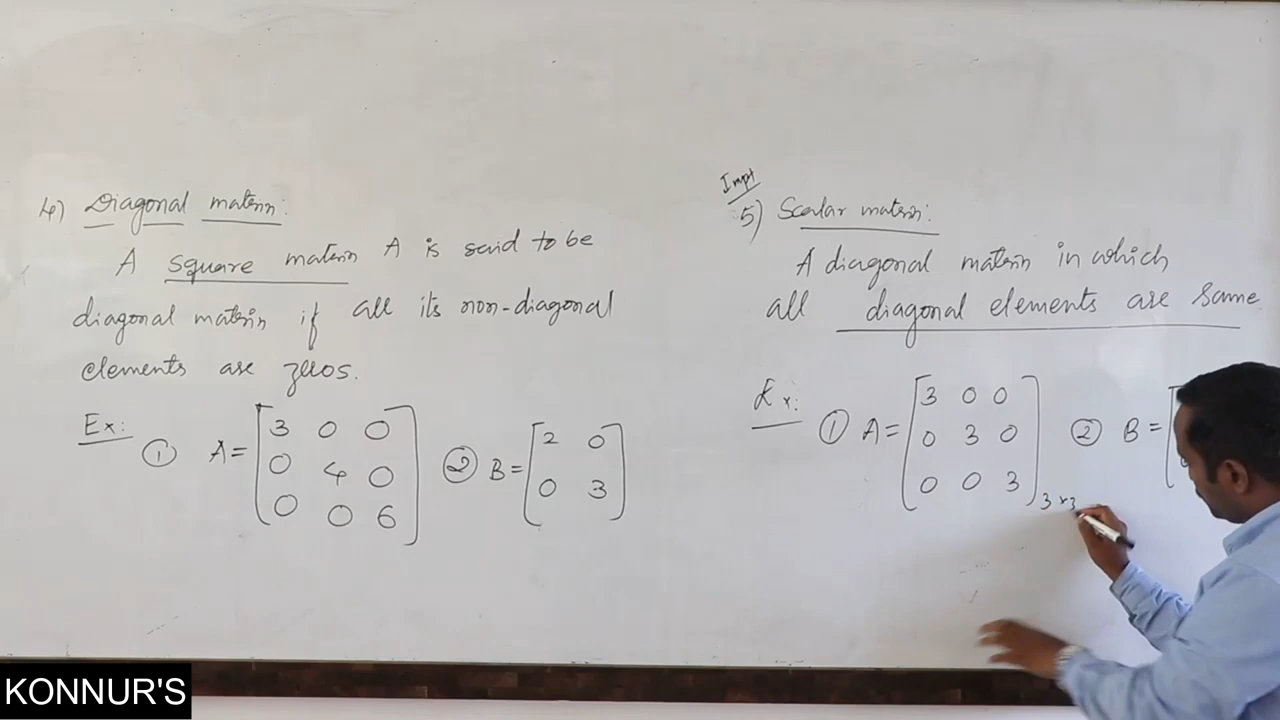 4) Diagonal matrix:
A square matrix A is said to be
diagonal matrix if all its non-diagonal
elements are zeros.
Ex: ① A = [3 0 0
0 4 0
0 0 6]
② B = [2 0
0 3]
Impt
5) Scalar matrix:
A diagonal matrix in which
all diagonal elements are same
Ex: ① A = [3 0 0
0 3 0
0 0 3] 3×3
② B = [
KONNUR'S